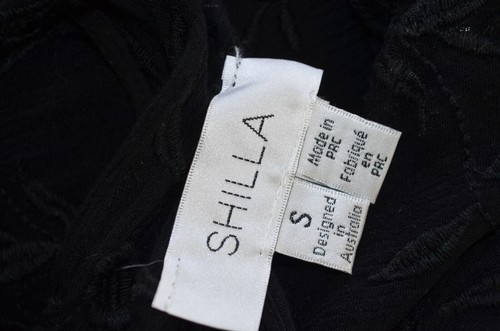 SHILLA
Made in
PRC
Fabriqué
en
PRC
S
Designed
in
Australia